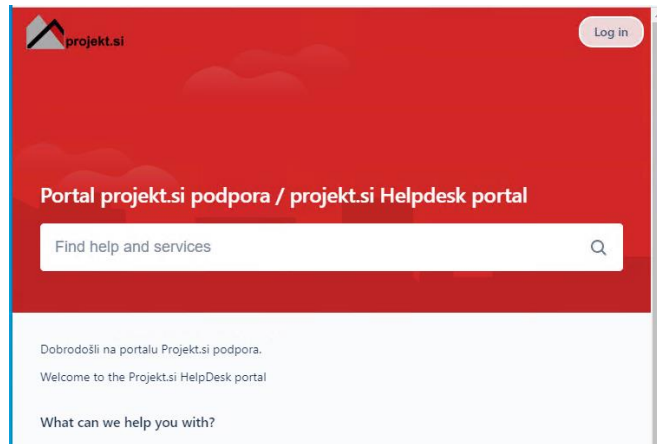 projekt.si
Log in
Portal projekt.si podpora / projekt.si Helpdesk portal
Find help and services
Dobrodošli na portalu Projekt.si podpora.
Welcome to the Projekt.si HelpDesk portal
What can we help you with?